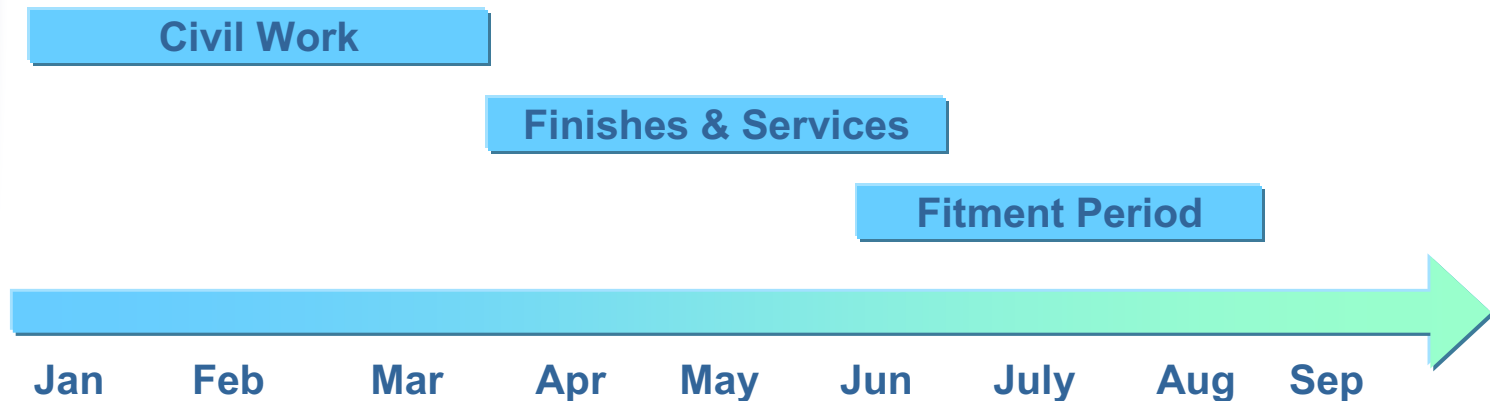 Civil Work
Finishes & Services
Fitment Period
Jan Feb Mar Apr May Jun July Aug Sep